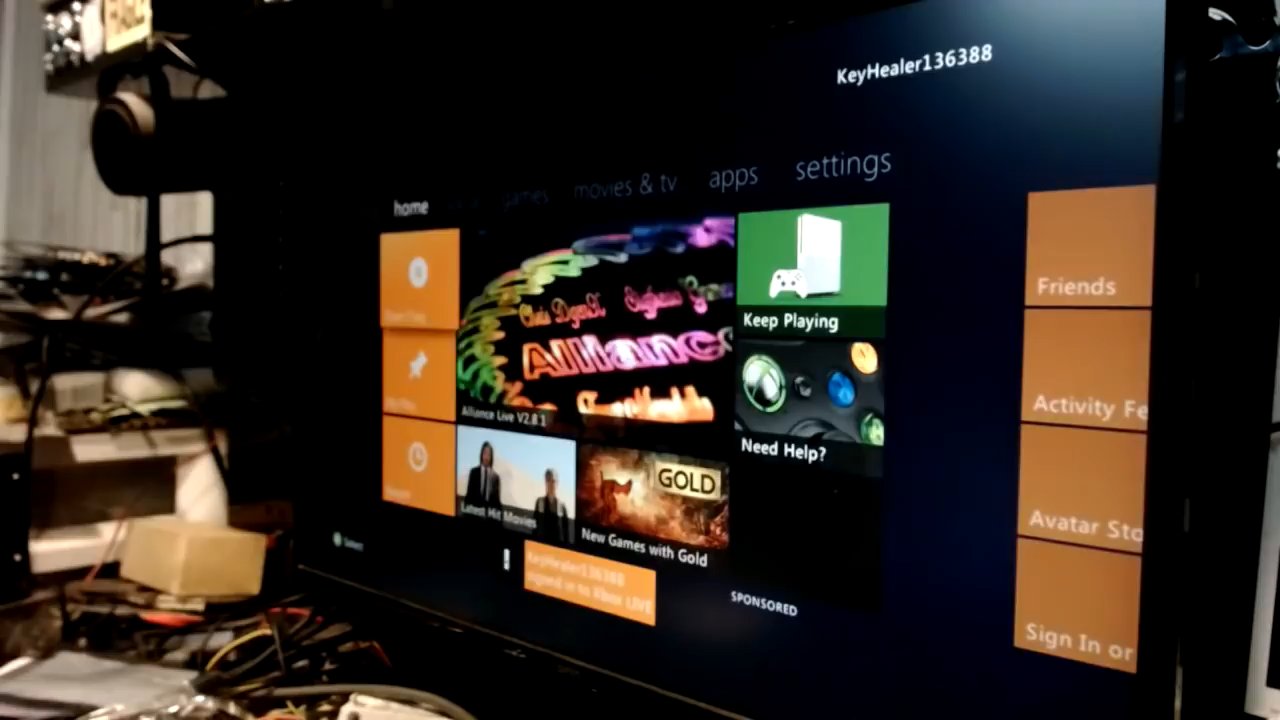 KeyHealer136388
home games movies & tv apps settings
Alliance
Alliance Live V2.8.1
Keep Playing
Need Help?
Latest Hit Movies
GOLD
New Games with Gold
Friends
Activity Fe
Avatar Sto
Sign In or
Select
KeyHealer136388
signed in to Xbox LIVE
SPONSORED